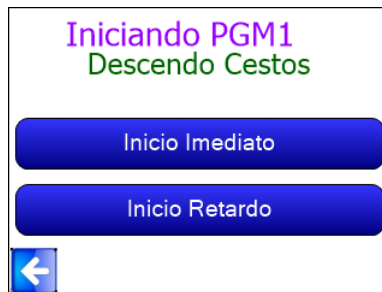 Iniciando PGM1
Descendo Cestos
Inicio Imediato
Inicio Retardo